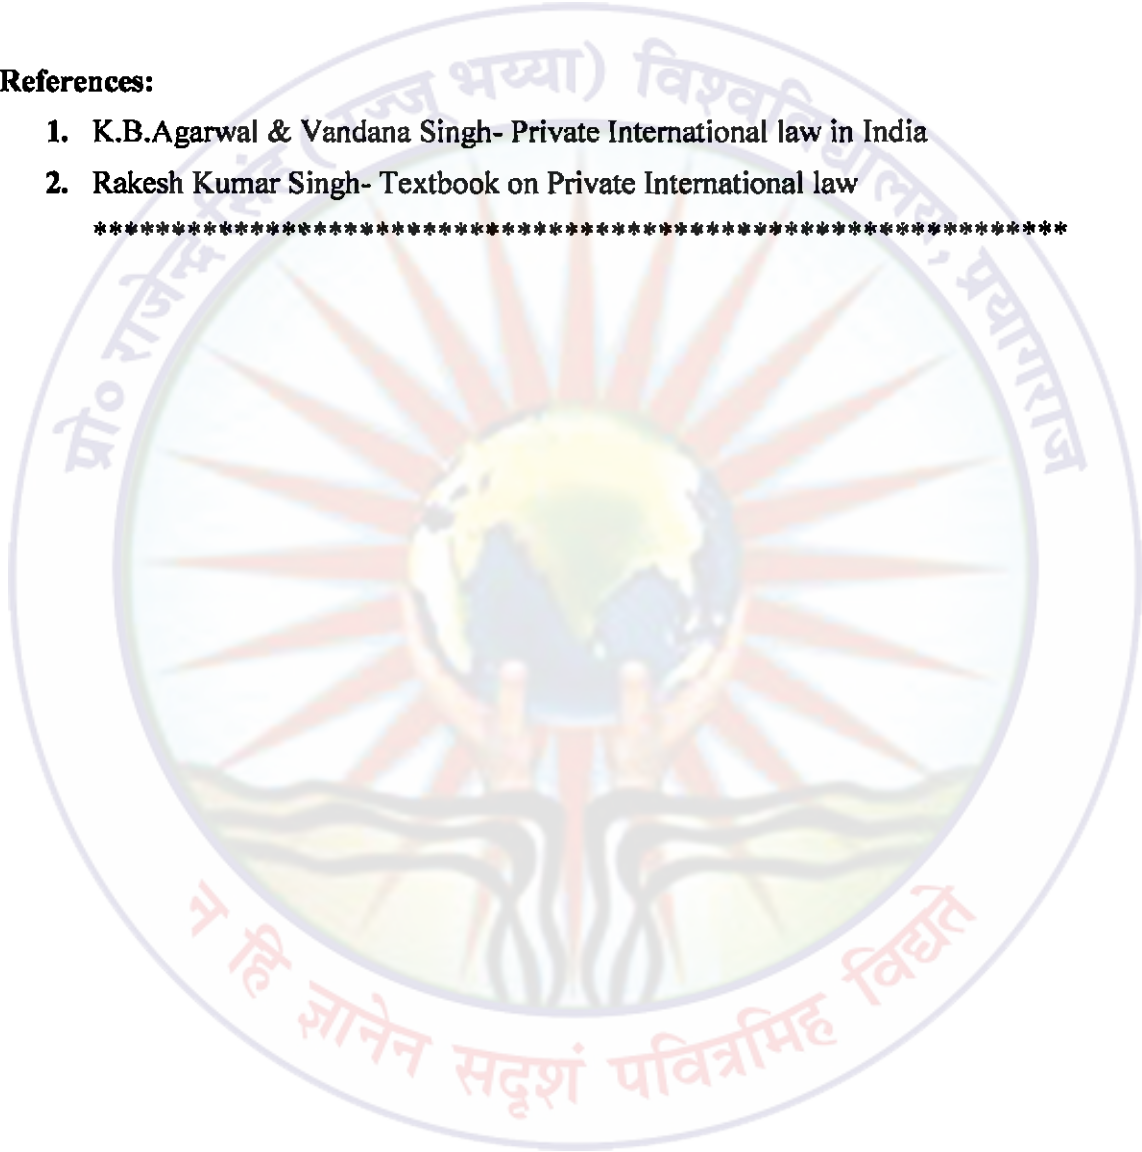 References:
1. K.B.Agarwal & Vandana Singh- Private International law in India
2. Rakesh Kumar Singh- Textbook on Private International law
**************************************************************
प्रो० राजेन्द्र सिंह ( रज्जू भय्या) विश्वविद्यालय, प्रयागराज
न हि ज्ञानेन सदृशं पवित्रमिह विद्यते